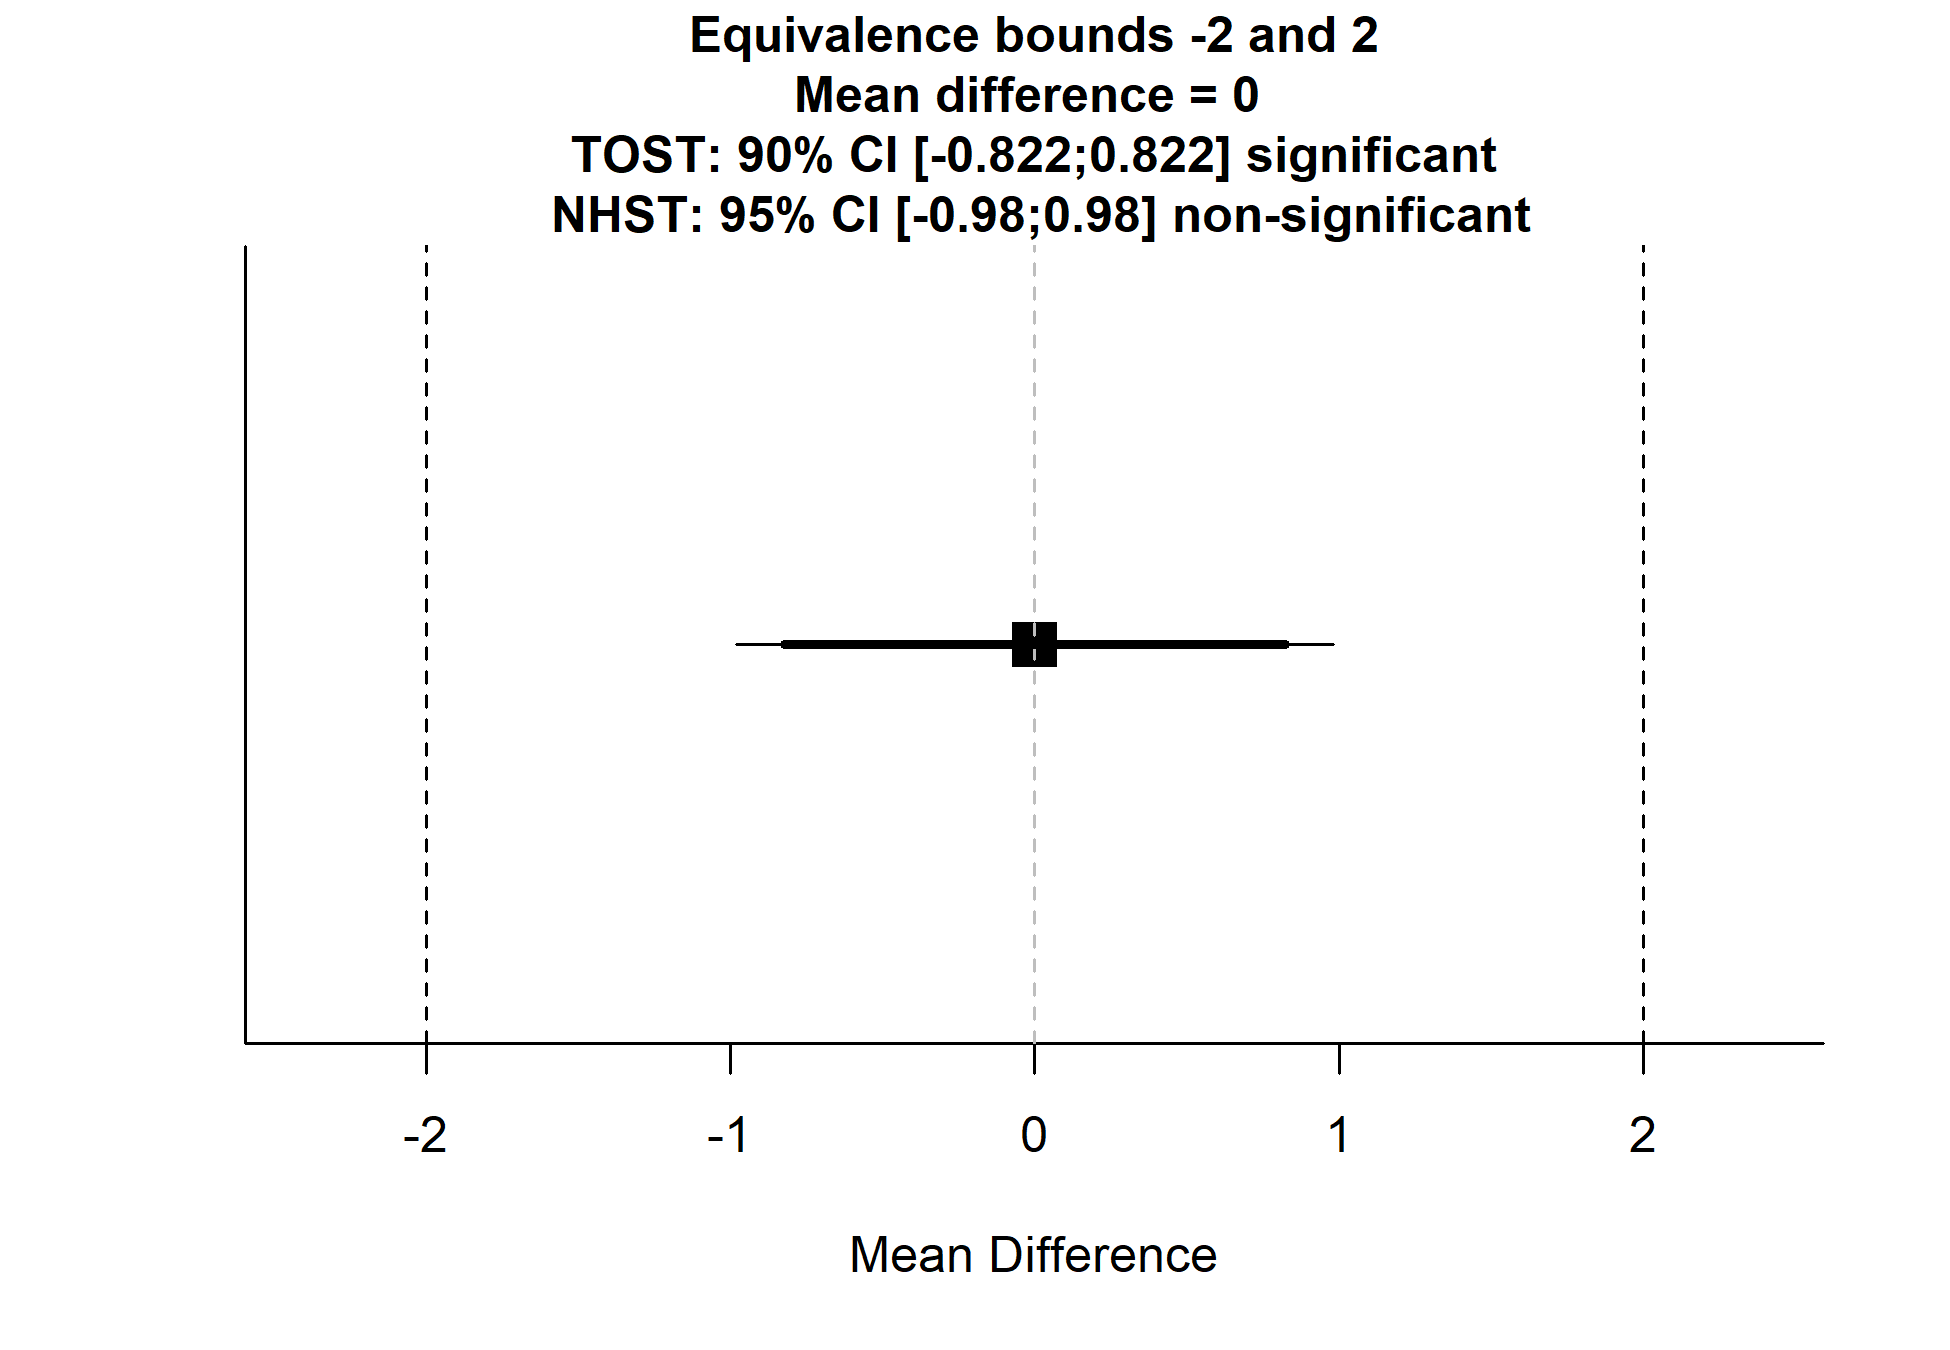 Equivalence bounds -2 and 2
Mean difference = 0
TOST: 90% CI [-0.822;0.822] significant
NHST: 95% CI [-0.98;0.98] non-significant
-2 -1 0 1 2
Mean Difference